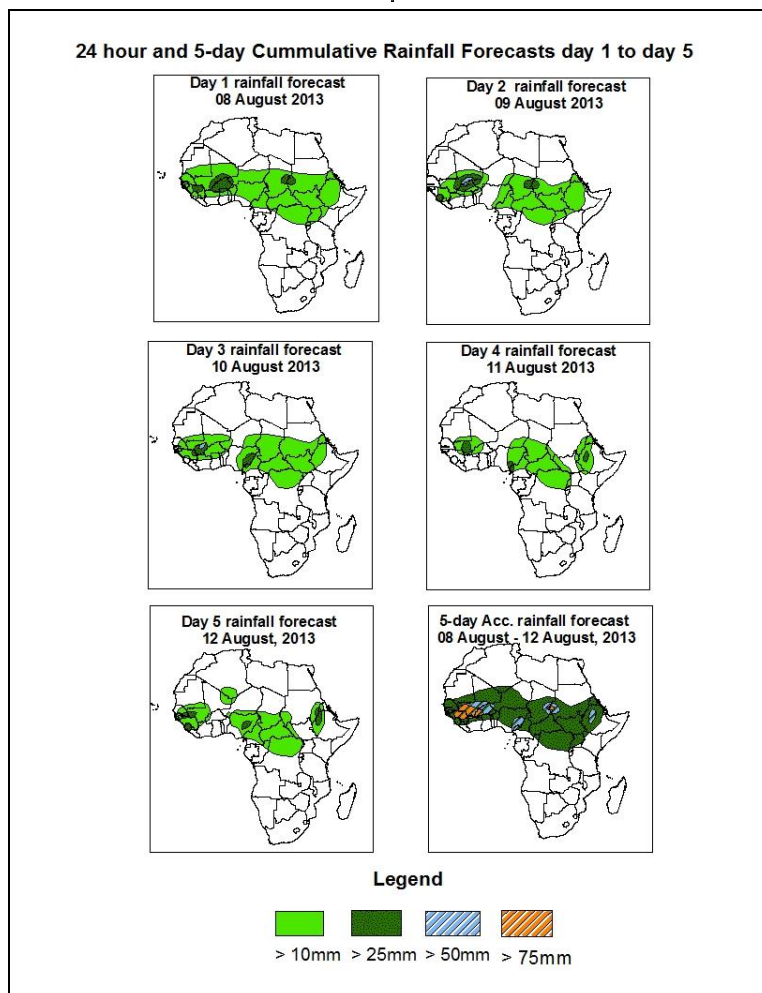 24 hour and 5-day Cummulative Rainfall Forecasts day 1 to day 5
Day 1 rainfall forecast
08 August 2013
Day 2 rainfall forecast
09 August 2013
Day 3 rainfall forecast
10 August 2013
Day 4 rainfall forecast
11 August 2013
Day 5 rainfall forecast
12 August, 2013
5-day Acc. rainfall forecast
08 August - 12 August, 2013
Legend
> 10mm > 25mm > 50mm > 75mm